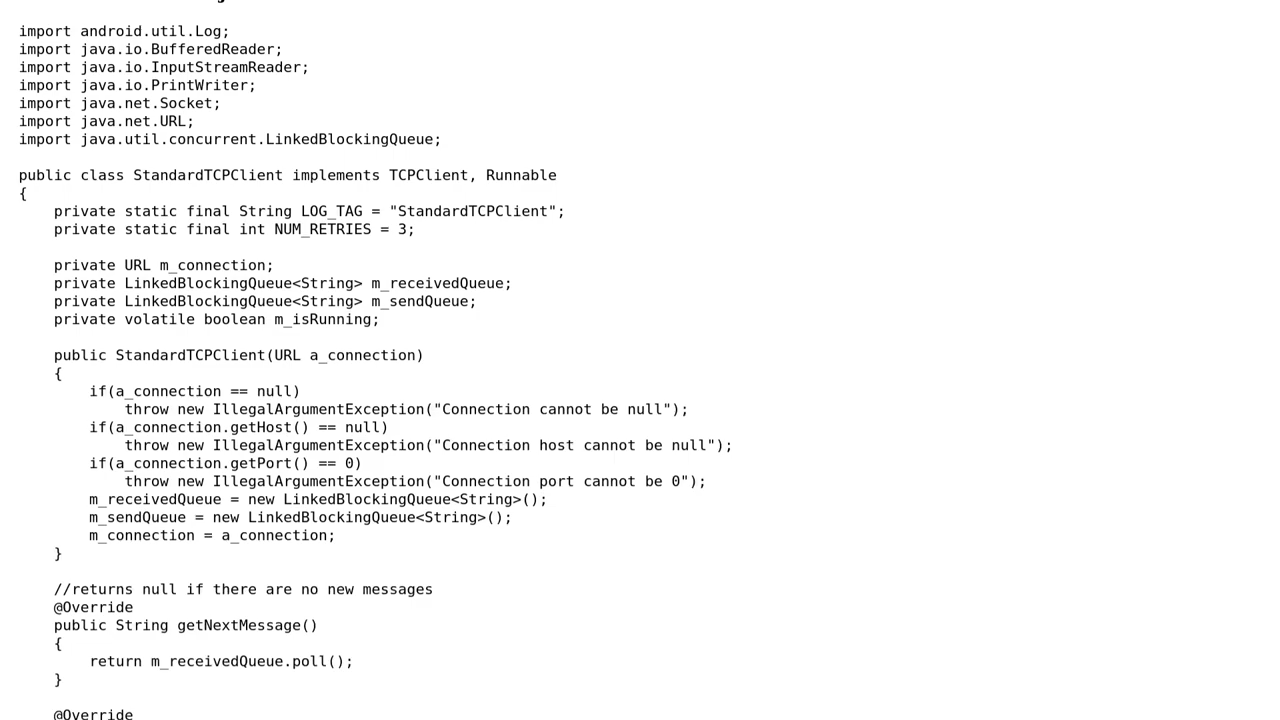 import android.util.Log;
import java.io.BufferedReader;
import java.io.InputStreamReader;
import java.io.PrintWriter;
import java.net.Socket;
import java.net.URL;
import java.util.concurrent.LinkedBlockingQueue;

public class StandardTCPClient implements TCPClient, Runnable
{
    private static final String LOG_TAG = "StandardTCPClient";
    private static final int NUM_RETRIES = 3;

    private URL m_connection;
    private LinkedBlockingQueue<String> m_receivedQueue;
    private LinkedBlockingQueue<String> m_sendQueue;
    private volatile boolean m_isRunning;

    public StandardTCPClient(URL a_connection)
    {
        if(a_connection == null)
            throw new IllegalArgumentException("Connection cannot be null");
        if(a_connection.getHost() == null)
            throw new IllegalArgumentException("Connection host cannot be null");
        if(a_connection.getPort() == 0)
            throw new IllegalArgumentException("Connection port cannot be 0");
        m_receivedQueue = new LinkedBlockingQueue<String>();
        m_sendQueue = new LinkedBlockingQueue<String>();
        m_connection = a_connection;
    }

    //returns null if there are no new messages
    @Override
    public String getNextMessage()
    {
        return m_receivedQueue.poll();
    }

    @Override